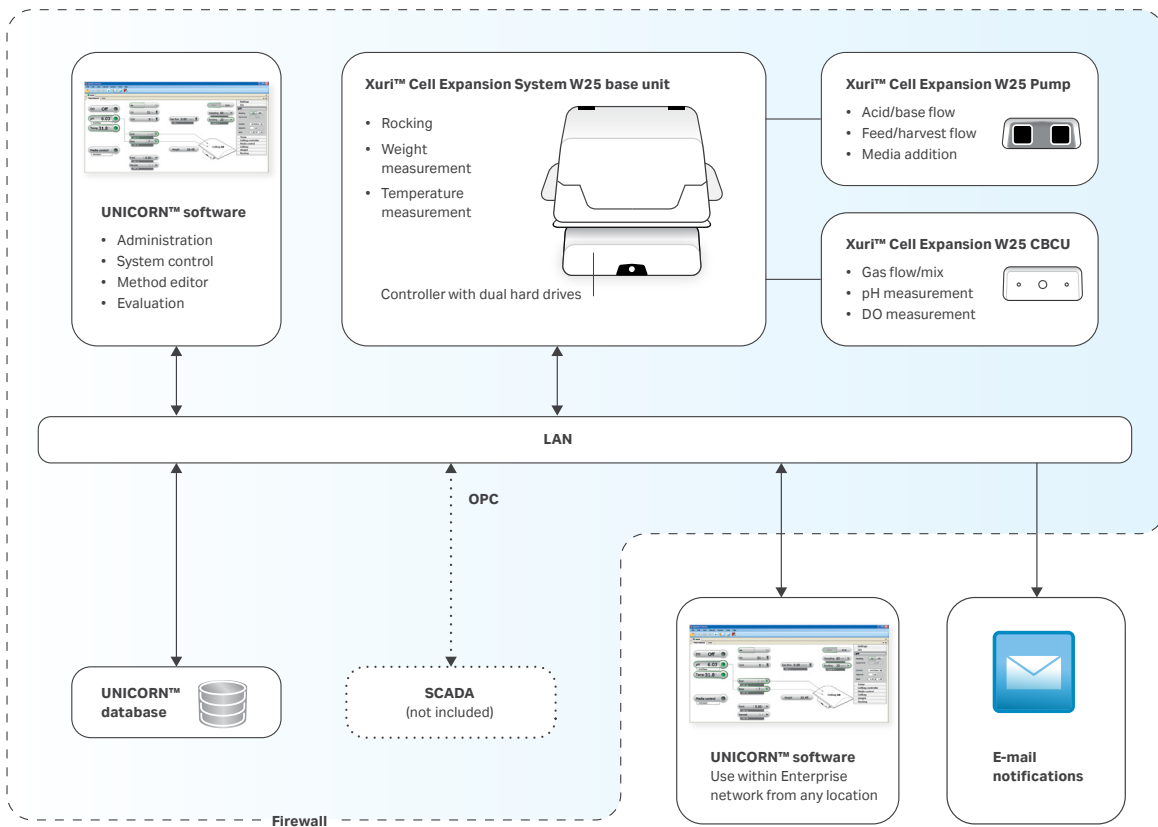 UNICORN™ software
• Administration
• System control
• Method editor
• Evaluation
Xuri™ Cell Expansion System W25 base unit
• Rocking
• Weight
measurement
• Temperature
measurement
Controller with dual hard drives
Xuri™ Cell Expansion W25 Pump
• Acid/base flow
• Feed/harvest flow
• Media addition
Xuri™ Cell Expansion W25 CBCU
• Gas flow/mix
• pH measurement
• DO measurement
LAN
OPC
UNICORN™
database
SCADA
(not included)
UNICORN™ software
Use within Enterprise
network from any location
E-mail
notifications
Firewall